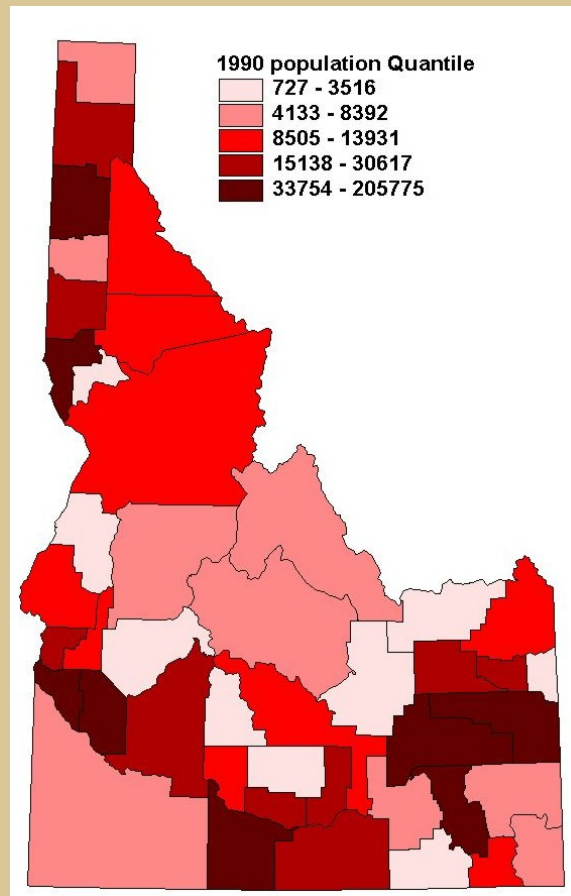 1990 population Quantile
727 - 3516
4133 - 8392
8505 - 13931
15138 - 30617
33754 - 205775